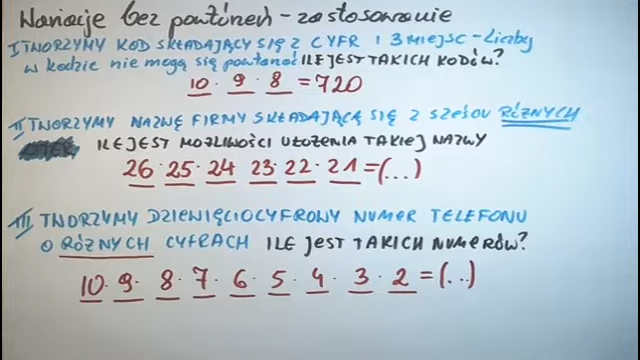 Wariacje bez powtórzeń - zastosowanie
I TWORZYMY KOD SKŁADAJĄCY SIĘ Z CYFR I 3 MIEJSC - LICZBY
W KODZIE NIE MOGĄ SIĘ POWTARZAĆ ILE JEST TAKICH KODÓW?
10 · 9 · 8 = 720
II TWORZYMY NAZWĘ FIRMY SKŁADAJĄCĄ SIĘ Z SZEŚCIU RÓŻNYCH
ILE JEST MOŻLIWOŚCI UŁOŻENIA TAKIEJ NAZWY
26 · 25 · 24 23 · 22 · 21 = (...)
III TWORZYMY DZIEWIĘCIOCYFROWY NUMER TELEFONU
O RÓŻNYCH CYFRACH ILE JEST TAKICH NUMERÓW?
10 · 9 · 8 · 7 · 6 · 5 · 4 · 3 · 2 = (...)